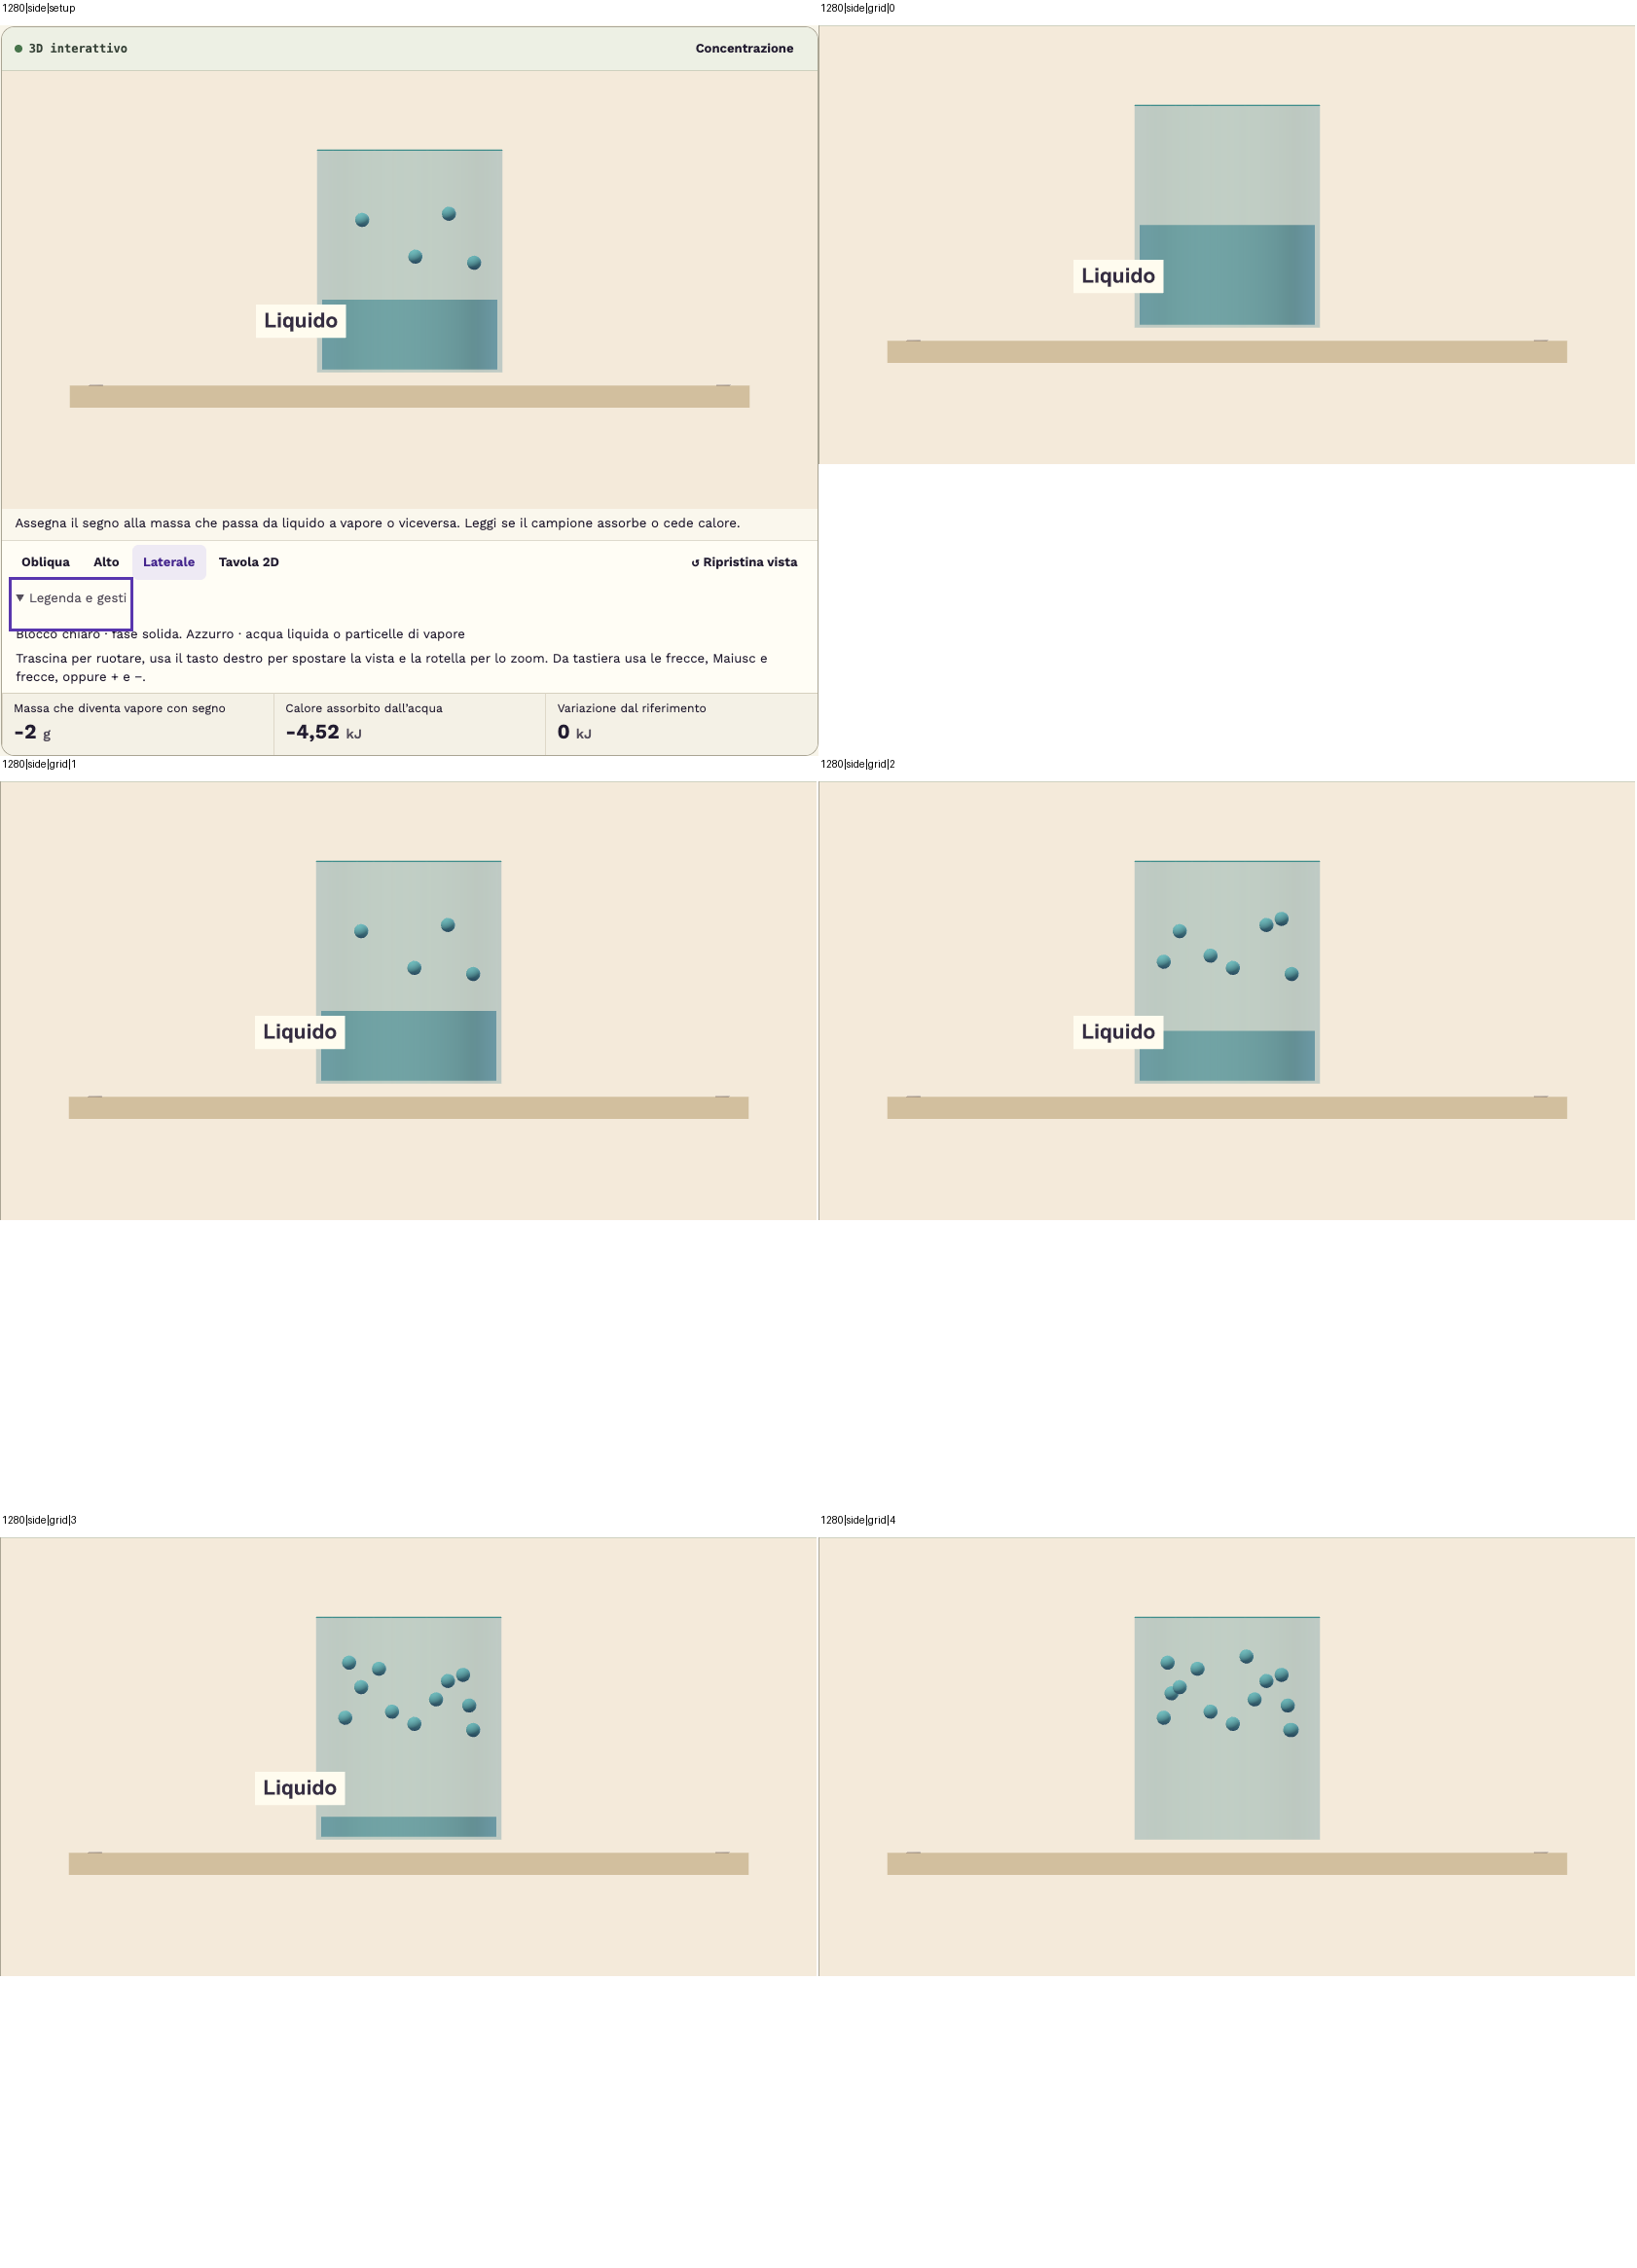 1280|side|setup
1280|side|grid|0
3D interattivo
Concentrazione
Liquido
Liquido
Assegna il segno alla massa che passa da liquido a vapore o viceversa. Leggi se il campione assorbe o cede calore.
Obliqua Alto Laterale Tavola 2D ↺ Ripristina vista
▼ Legenda e gesti
Blocco chiaro · fase solida. Azzurro · acqua liquida o particelle di vapore
Trascina per ruotare, usa il tasto destro per spostare la vista e la rotella per lo zoom. Da tastiera usa le frecce, Maiusc e
frecce, oppure + e −.
Massa che diventa vapore con segno
-2 g
Calore assorbito dall'acqua
-4,52 kJ
Variazione dal riferimento
0 kJ
1280|side|grid|1
1280|side|grid|2
Liquido
Liquido
1280|side|grid|3
1280|side|grid|4
Liquido